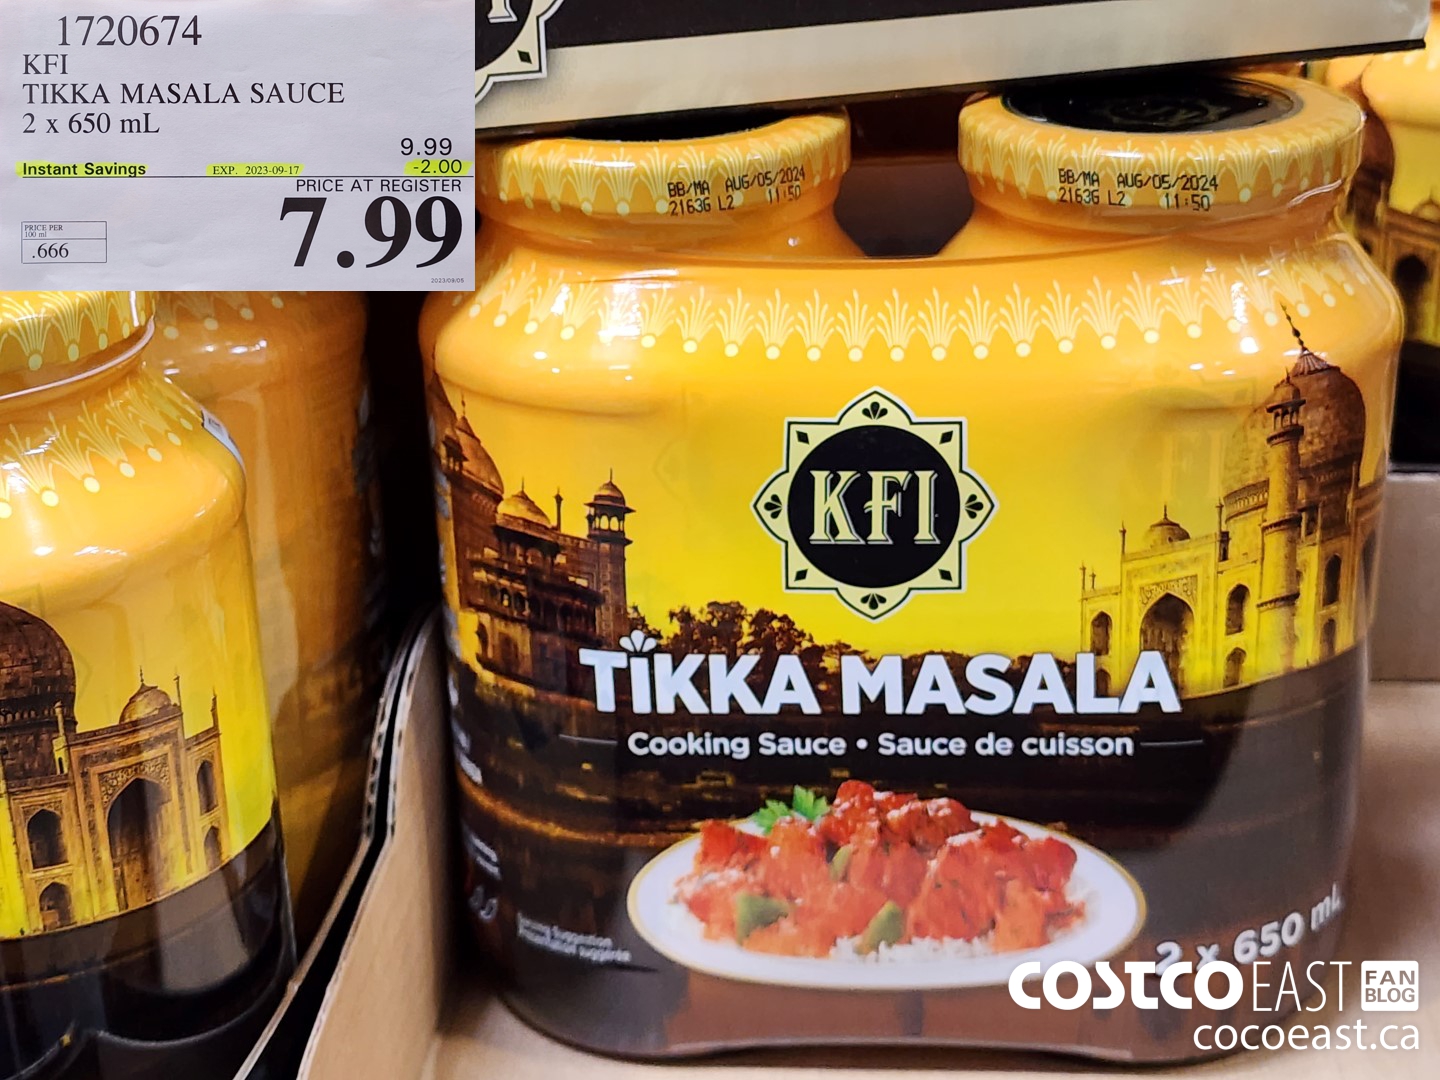 1720674
KFI
TIKKA MASALA SAUCE
2 x 650 mL
9.99
Instant Savings EXP. 2023-09-17 -2.00
PRICE AT REGISTER
7.99
PRICE PER
100 ml
.666
2023/08/05
BB/MA AUG/05/2024
2163G L2 11:50
BB/MA AUG/05/2024
2163G L2 11:50
KFI
TIKKA MASALA
Cooking Sauce • Sauce de cuisson
Serving Suggestion
2 x 650 mL
COSTCO EAST FAN BLOG
cocoeast.ca